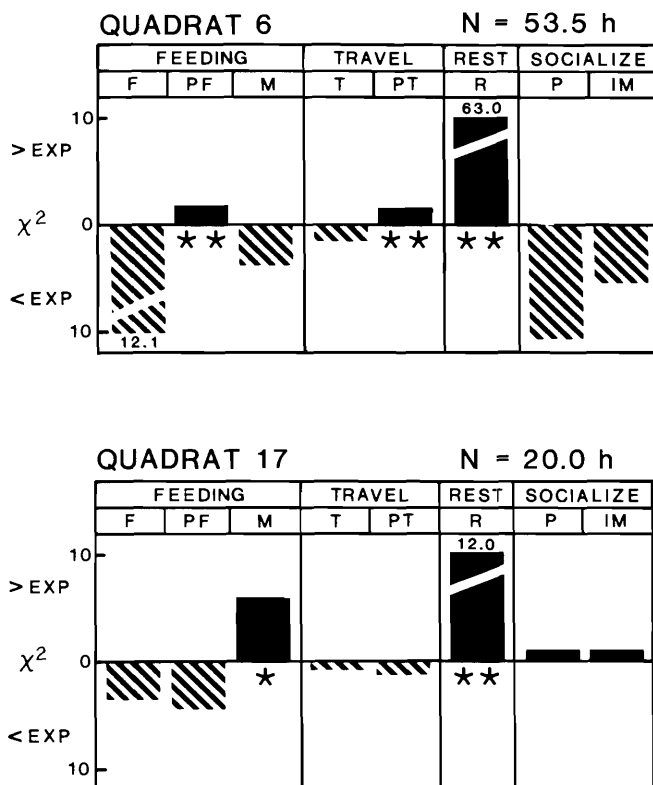 QUADRAT 6 N = 53.5 h
FEEDING TRAVEL REST SOCIALIZE
F PF M T PT R P IM
10 63.0
> EXP
χ² 0
★ ★ ★ ★ ★ ★
< EXP
10 12.1
QUADRAT 17 N = 20.0 h
FEEDING TRAVEL REST SOCIALIZE
F PF M T PT R P IM
10 12.0
> EXP
χ² 0
★ ★ ★
< EXP
10